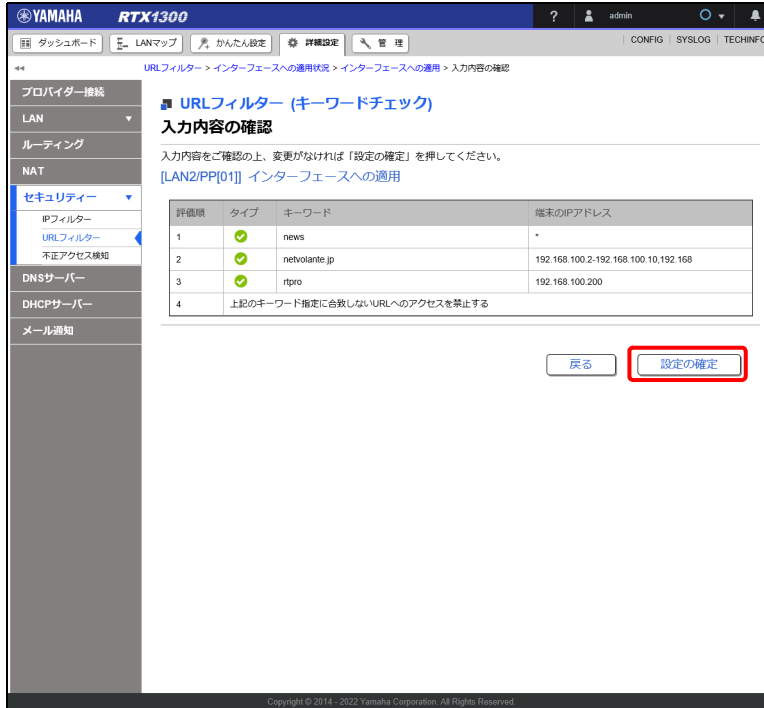 YAMAHA RTX1300 ? admin
ダッシュボード LANマップ かんたん設定 詳細設定 管 理 CONFIG SYSLOG TECHINFO
URLフィルター > インターフェースへの適用状況 > インターフェースへの適用 > 入力内容の確認
プロバイダー接続
LAN
ルーティング
NAT
セキュリティー
IPフィルター
URLフィルター
不正アクセス検知
DNSサーバー
DHCPサーバー
メール通知
URLフィルター (キーワードチェック)
入力内容の確認
入力内容をご確認の上、変更がなければ「設定の確定」を押してください。
[LAN2/PP[01]] インターフェースへの適用
評価順 タイプ キーワード 端末のIPアドレス
1 news *
2 netvolante.jp 192.168.100.2-192.168.100.10,192.168
3 rtpro 192.168.100.200
4 上記のキーワード指定に合致しないURLへのアクセスを禁止する
戻る 設定の確定
Copyright © 2014 - 2022 Yamaha Corporation. All Rights Reserved.